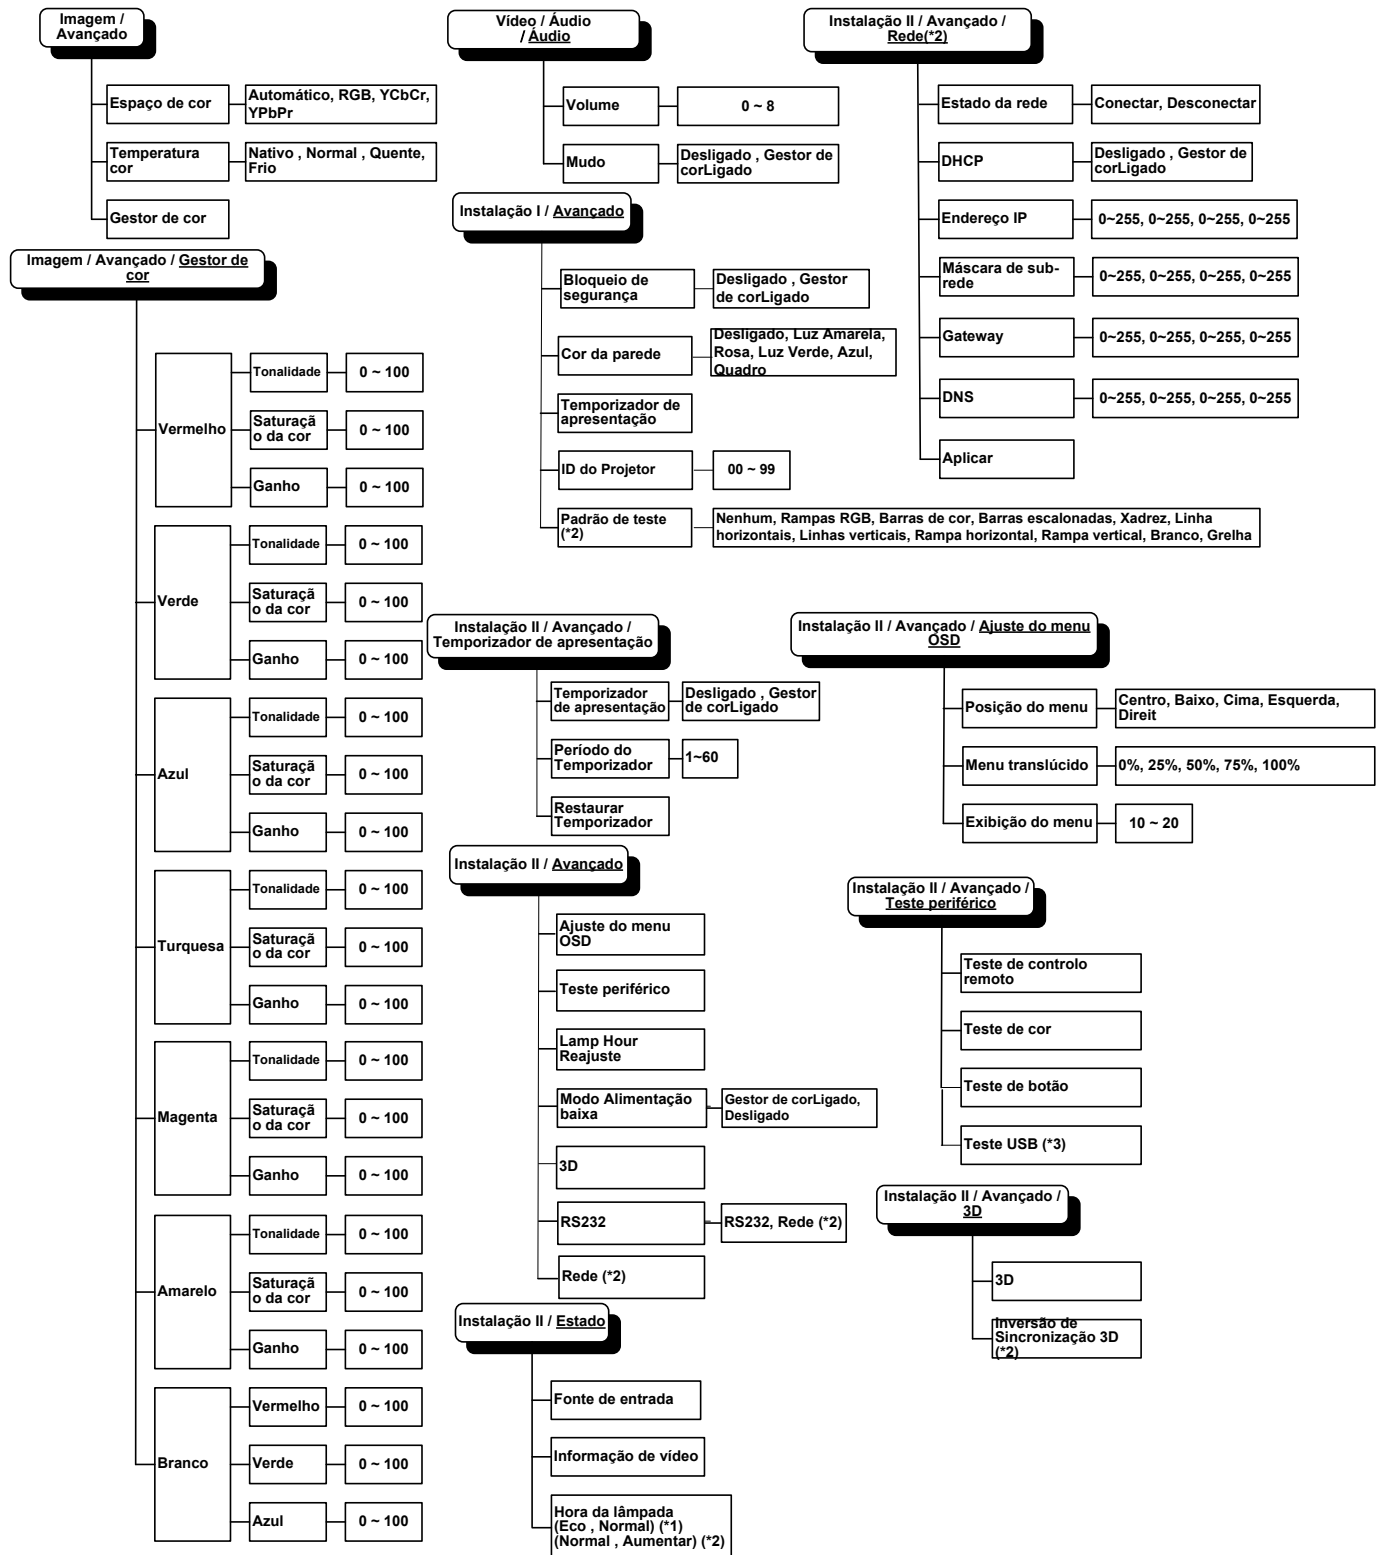 Imagem /
Avançado
Espaço de cor
Automático, RGB, YCbCr,
YPbPr
Temperatura
cor
Nativo , Normal , Quente,
Frio
Gestor de cor
Imagem / Avançado / Gestor de
cor
Vermelho
Tonalidade
0 ~ 100
Saturaçã
o da cor
0 ~ 100
Ganho
0 ~ 100
Verde
Tonalidade
0 ~ 100
Saturaçã
o da cor
0 ~ 100
Ganho
0 ~ 100
Azul
Tonalidade
0 ~ 100
Saturaçã
o da cor
0 ~ 100
Ganho
0 ~ 100
Turquesa
Tonalidade
0 ~ 100
Saturaçã
o da cor
0 ~ 100
Ganho
0 ~ 100
Magenta
Tonalidade
0 ~ 100
Saturaçã
o da cor
0 ~ 100
Ganho
0 ~ 100
Amarelo
Tonalidade
0 ~ 100
Saturaçã
o da cor
0 ~ 100
Ganho
0 ~ 100
Branco
Vermelho
0 ~ 100
Verde
0 ~ 100
Azul
0 ~ 100
Vídeo / Áudio
/ Áudio
Volume
0 ~ 8
Mudo
Desligado , Gestor de
corLigado
Instalação I / Avançado
Bloqueio de
segurança
Desligado , Gestor
de corLigado
Cor da parede
Desligado, Luz Amarela,
Rosa, Luz Verde, Azul,
Quadro
Temporizador de
apresentação
ID do Projetor
00 ~ 99
Padrão de teste
(*2)
Nenhum, Rampas RGB, Barras de cor, Barras escalonadas, Xadrez, Linha
horizontais, Linhas verticais, Rampa horizontal, Rampa vertical, Branco, Grelha
Instalação II / Avançado /
Temporizador de apresentação
Temporizador
de apresentação
Desligado , Gestor
de corLigado
Período do
Temporizador
1~60
Restaurar
Temporizador
Instalação II / Avançado
Ajuste do menu
OSD
Teste periférico
Lamp Hour
Reajuste
Modo Alimentação
baixa
Gestor de corLigado,
Desligado
3D
RS232
RS232, Rede (*2)
Rede (*2)
Instalação II / Estado
Fonte de entrada
Informação de vídeo
Hora da lâmpada
(Eco , Normal) (*1)
(Normal , Aumentar) (*2)
Instalação II / Avançado /
Rede(*2)
Estado da rede
Conectar, Desconectar
DHCP
Desligado , Gestor de
corLigado
Endereço IP
0~255, 0~255, 0~255, 0~255
Máscara de sub-
rede
0~255, 0~255, 0~255, 0~255
Gateway
0~255, 0~255, 0~255, 0~255
DNS
0~255, 0~255, 0~255, 0~255
Aplicar
Instalação II / Avançado / Ajuste do menu
OSD
Posição do menu
Centro, Baixo, Cima, Esquerda,
Direit
Menu translúcido
0%, 25%, 50%, 75%, 100%
Exibição do menu
10 ~ 20
Instalação II / Avançado /
Teste periférico
Teste de controlo
remoto
Teste de cor
Teste de botão
Teste USB (*3)
Instalação II / Avançado /
3D
3D
Inversão de
Sincronização 3D
(*2)